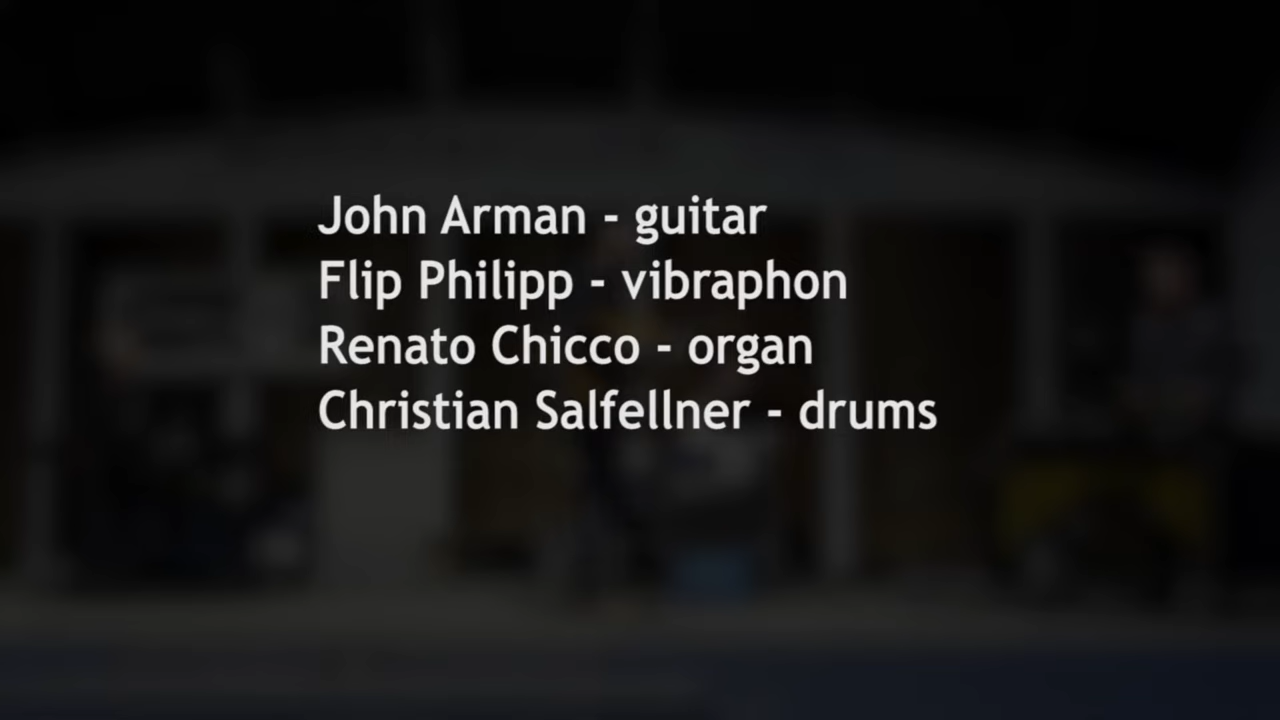 John Arman - guitar
Flip Philipp - vibraphon
Renato Chicco - organ
Christian Salfellner - drums